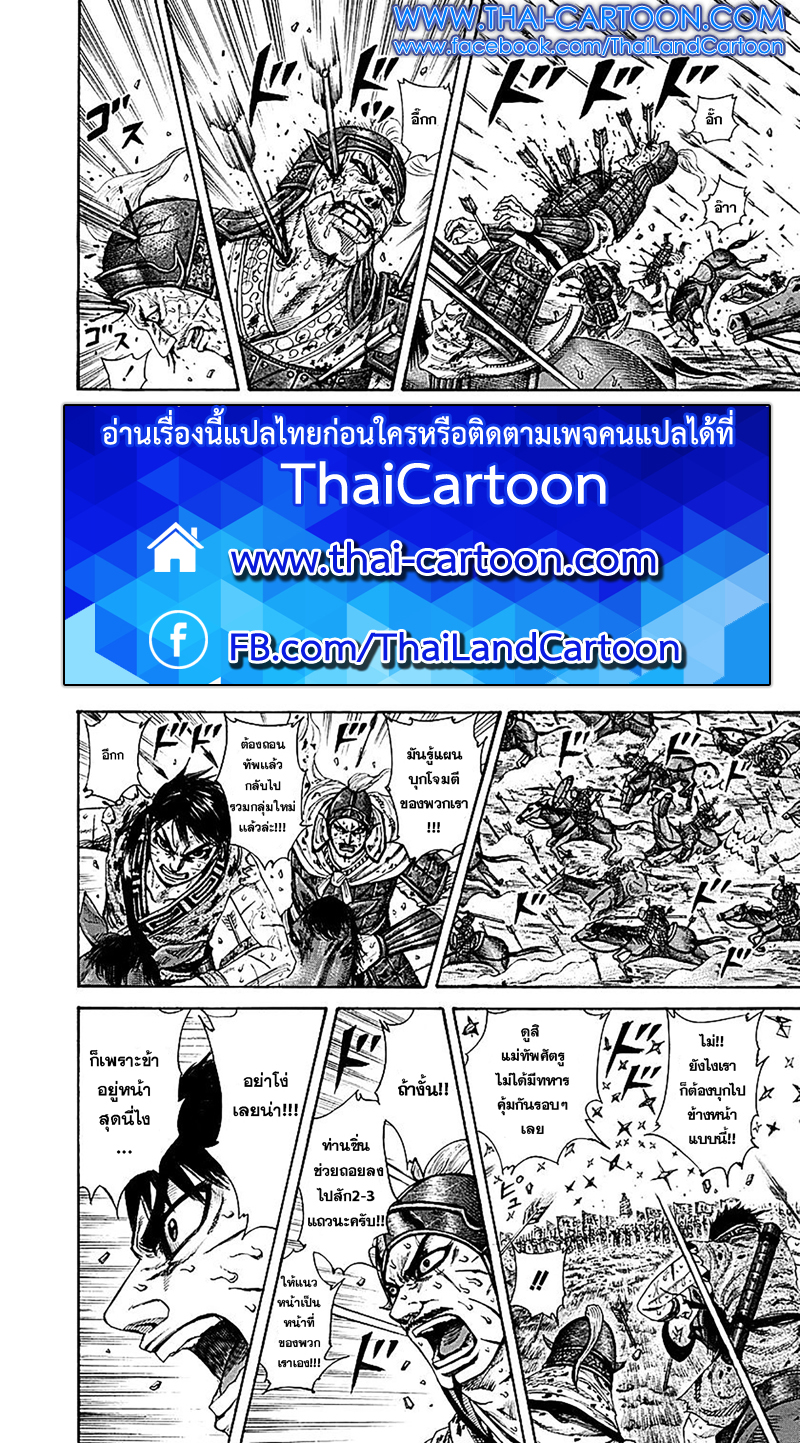 WWW.THAI-CARTOON.COM
www.facebook.com/ThaiLandCartoon
อั๊ก
อ๊าา
อึ๊กก
ドドド
ドド
ゴス
ゴス
อ่านเรื่องนี้แปลไทยก่อนใครหรือติดตามเพจคนแปลได้ที่
ThaiCartoon
www.thai-cartoon.com
f
FB.com/ThaiLandCartoon
ドド
ドド
มันรู้แผน
บุกโจมตี
ของพวกเรา
!!!
ドド
ต้องถอน
ทัพแล้ว
กลับไป
รวมกลุ่มใหม่
แล้วล่ะ!!!
ドド
อึกก
ไม่!!
ยังไงเรา
ก็ต้องบุกไป
ข้างหน้า
แบบนี้!!
ドド
ดูสิ
แม่ทัพศัตรู
ไม่ได้มีทหาร
คุ้มกันรอบๆ
เลย
!!
ドド
ถ้างั้น!!
ท่านชิน
ช่วยถอยลง
ไปสัก2-3
แถวนะครับ!!
ให้แนว
หน้าเป็น
หน้าที่
ของพวก
เราเอง!!!
ドド
อย่าโง่
เลยน่า!!!
ก็เพราะข้า
อยู่หน้า
สุดนี่ไง
...